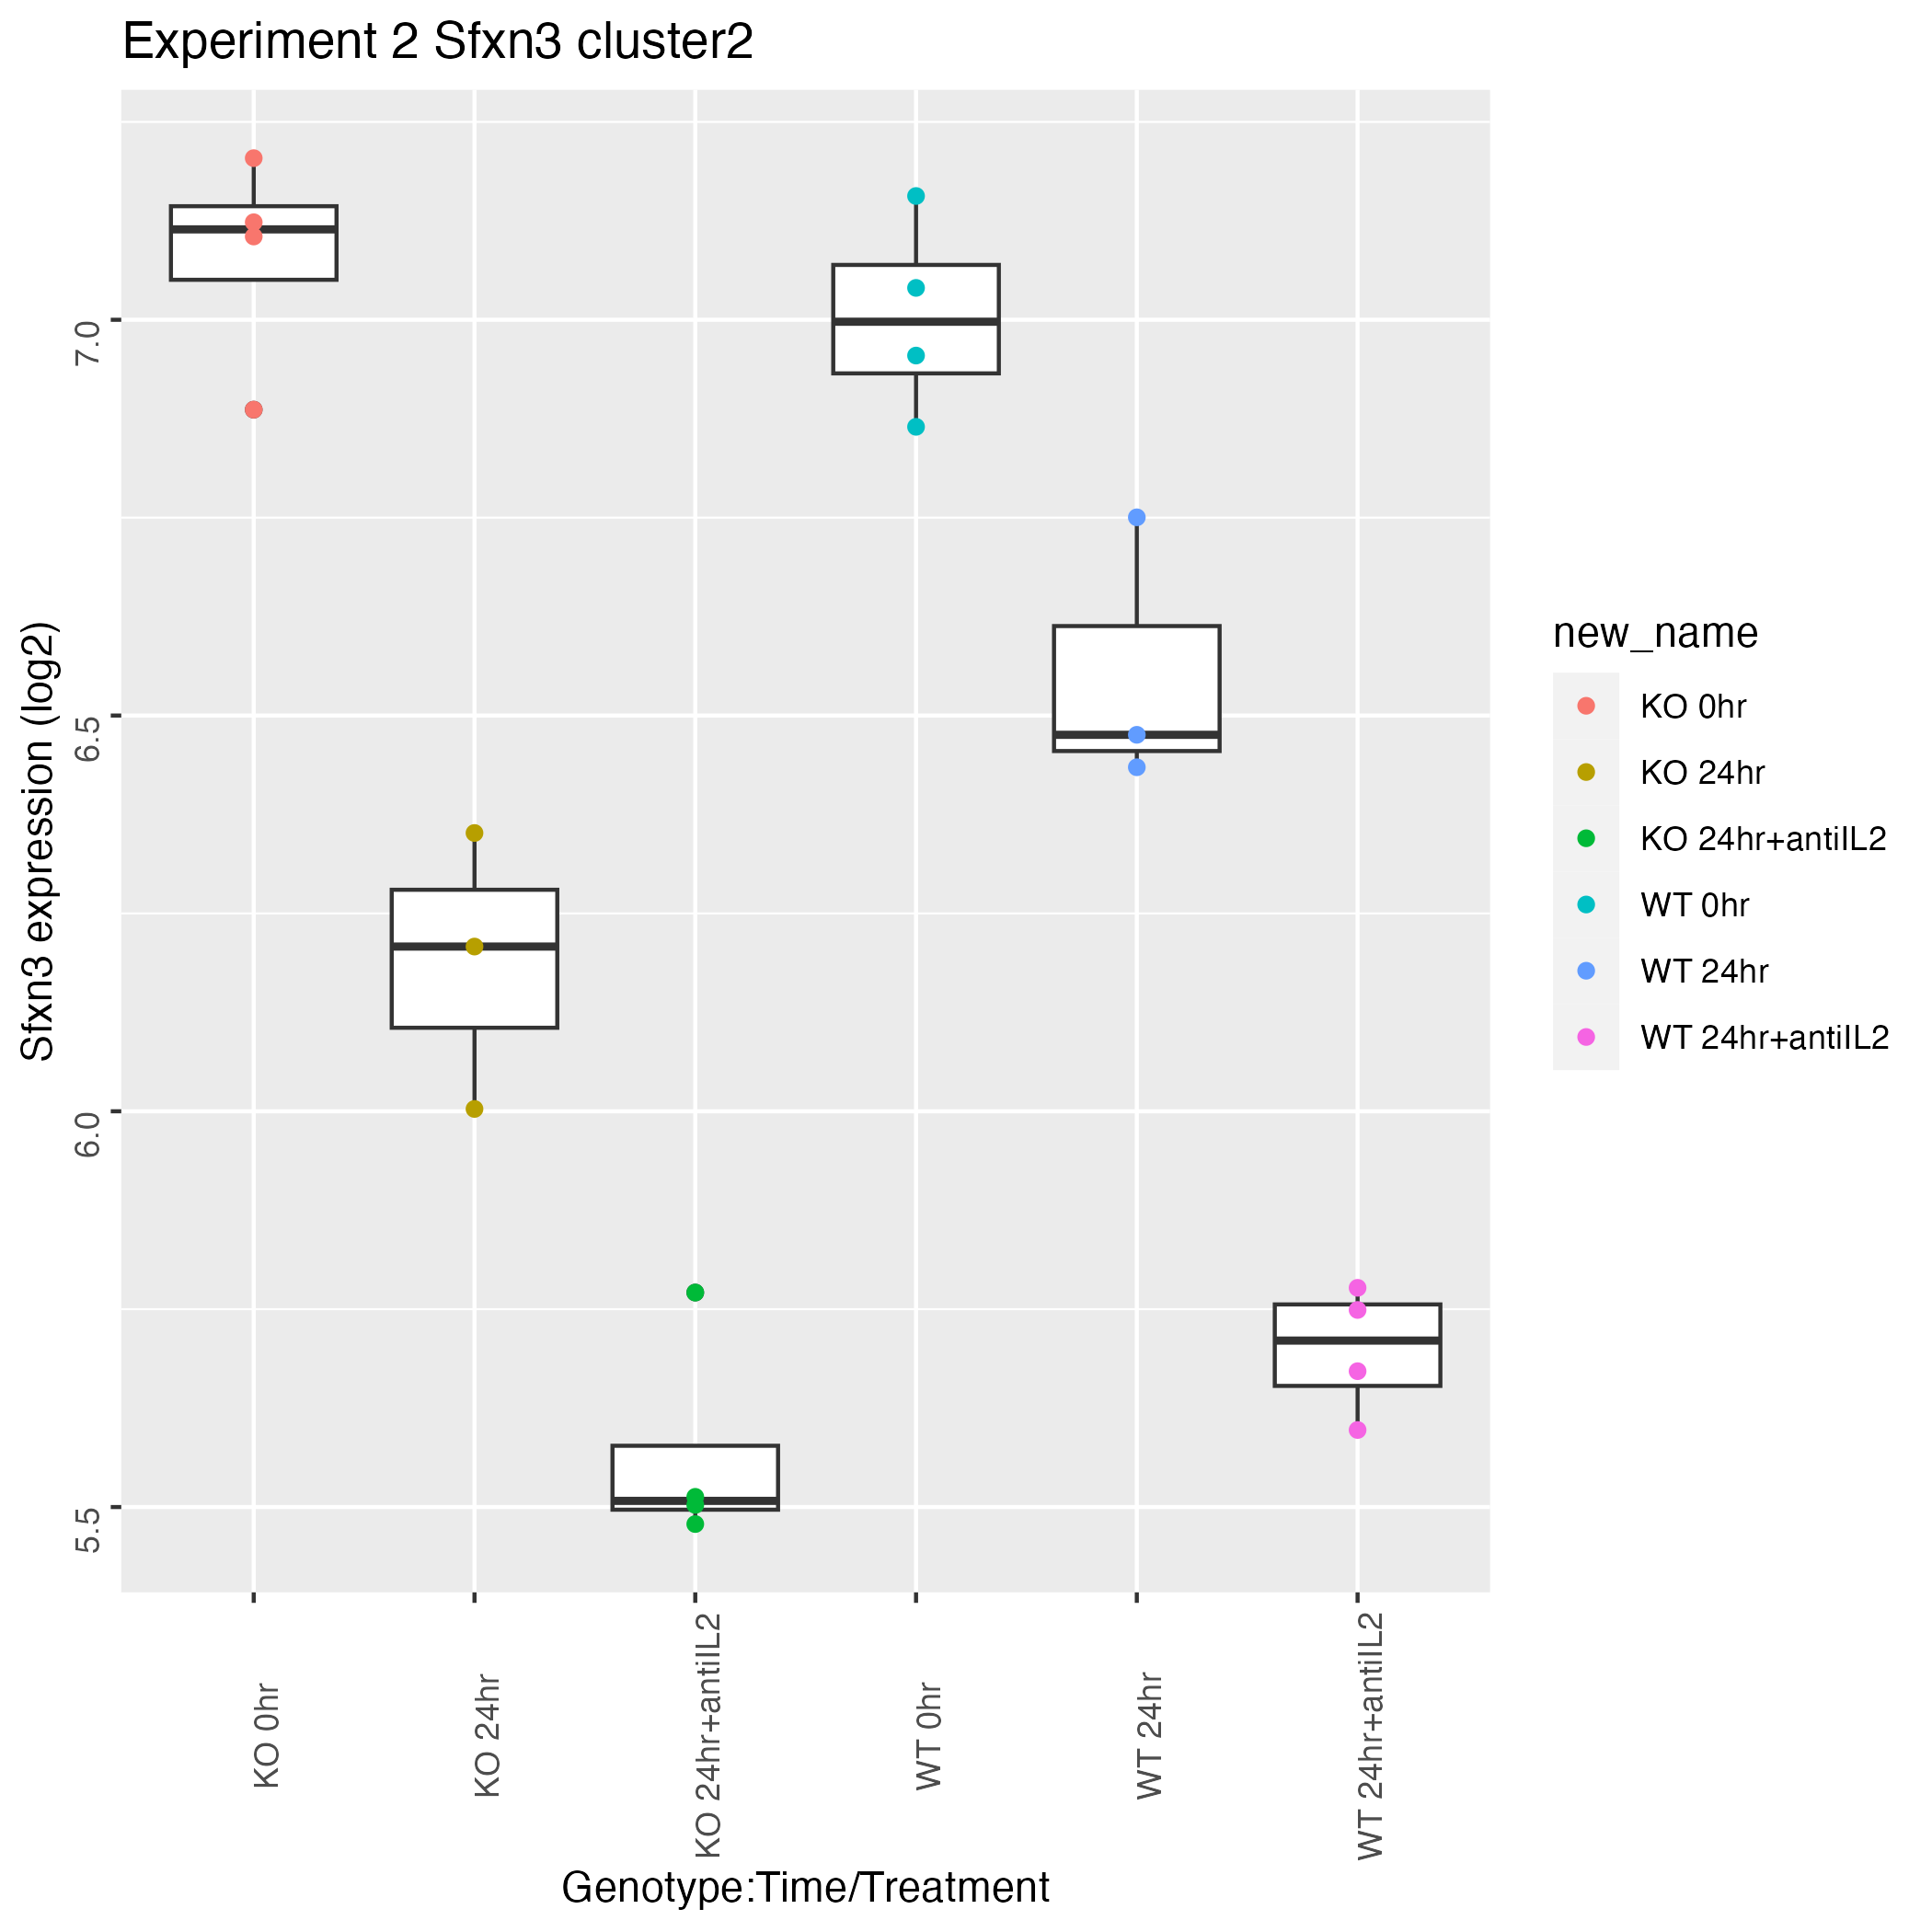 Experiment 2 Sfxn3 cluster2
Sfxn3 expression (log2)
7.0
6.5
6.0
5.5
KO 0hr
KO 24hr
KO 24hr+antiIL2
WT 0hr
WT 24hr
WT 24hr+antiIL2
Genotype:Time/Treatment
new_name
KO 0hr
KO 24hr
KO 24hr+antiIL2
WT 0hr
WT 24hr
WT 24hr+antiIL2